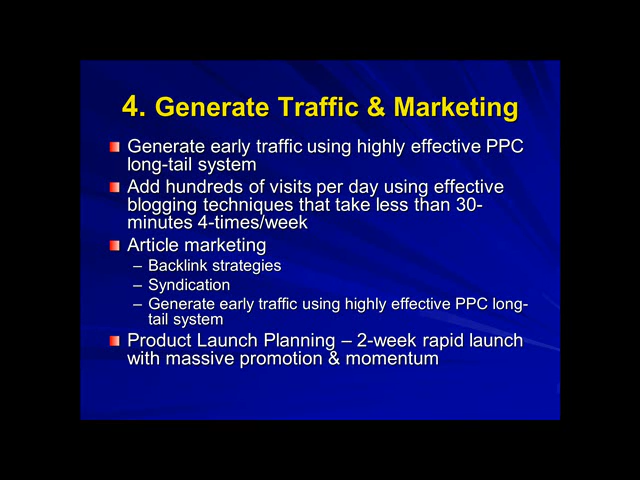 4. Generate Traffic & Marketing
Generate early traffic using highly effective PPC
long-tail system
Add hundreds of visits per day using effective
blogging techniques that take less than 30-
minutes 4-times/week
Article marketing
– Backlink strategies
– Syndication
– Generate early traffic using highly effective PPC long-
tail system
Product Launch Planning – 2-week rapid launch
with massive promotion & momentum